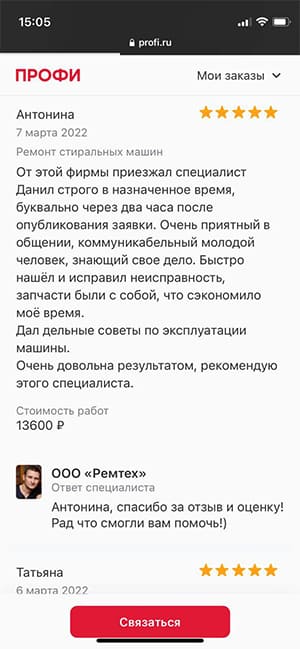 15:05
profi.ru
ПРОФИ
Мои заказы
Антонина
7 марта 2022
Ремонт стиральных машин
От этой фирмы приезжал специалист
Данил строго в назначенное время,
буквально через два часа после
опубликования заявки. Очень приятный в
общении, коммуникабельный молодой
человек, знающий свое дело. Быстро
нашёл и исправил неисправность,
запчасти были с собой, что сэкономило
моё время.
Дал дельные советы по эксплуатации
машины.
Очень довольна результатом, рекомендую
этого специалиста.
Стоимость работ
13600 ₽
ООО «Ремтех»
Ответ специалиста
Антонина, спасибо за отзыв и оценку!
Рад что смогли вам помочь!)
Татьяна
6 марта 2022
Связаться